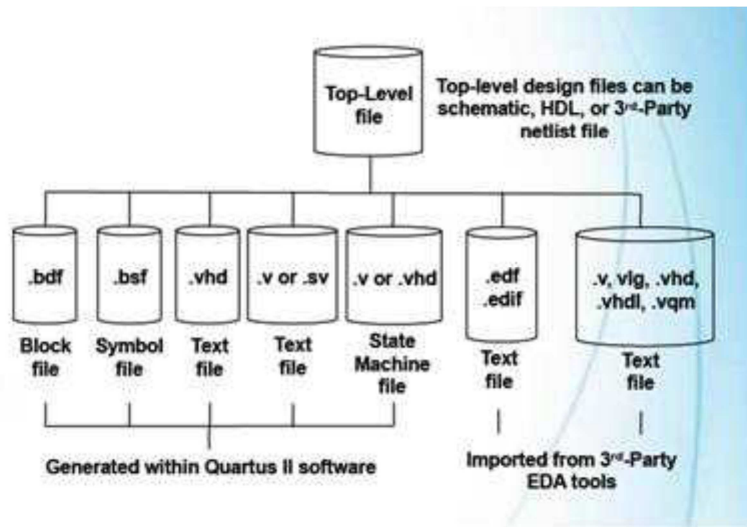 Top-Level
file
Top-level design files can be
schematic, HDL, or 3rd-Party
netlist file
.bdf
.bsf
.vhd
.v or .sv
.v or .vhd
.edf
.edif
.v, vlg, .vhd,
.vhdl, .vqm
Block
file
Symbol
file
Text
file
Text
file
State
Machine
file
Text
file
Text
file
Generated within Quartus II software
Imported from 3rd-Party
EDA tools